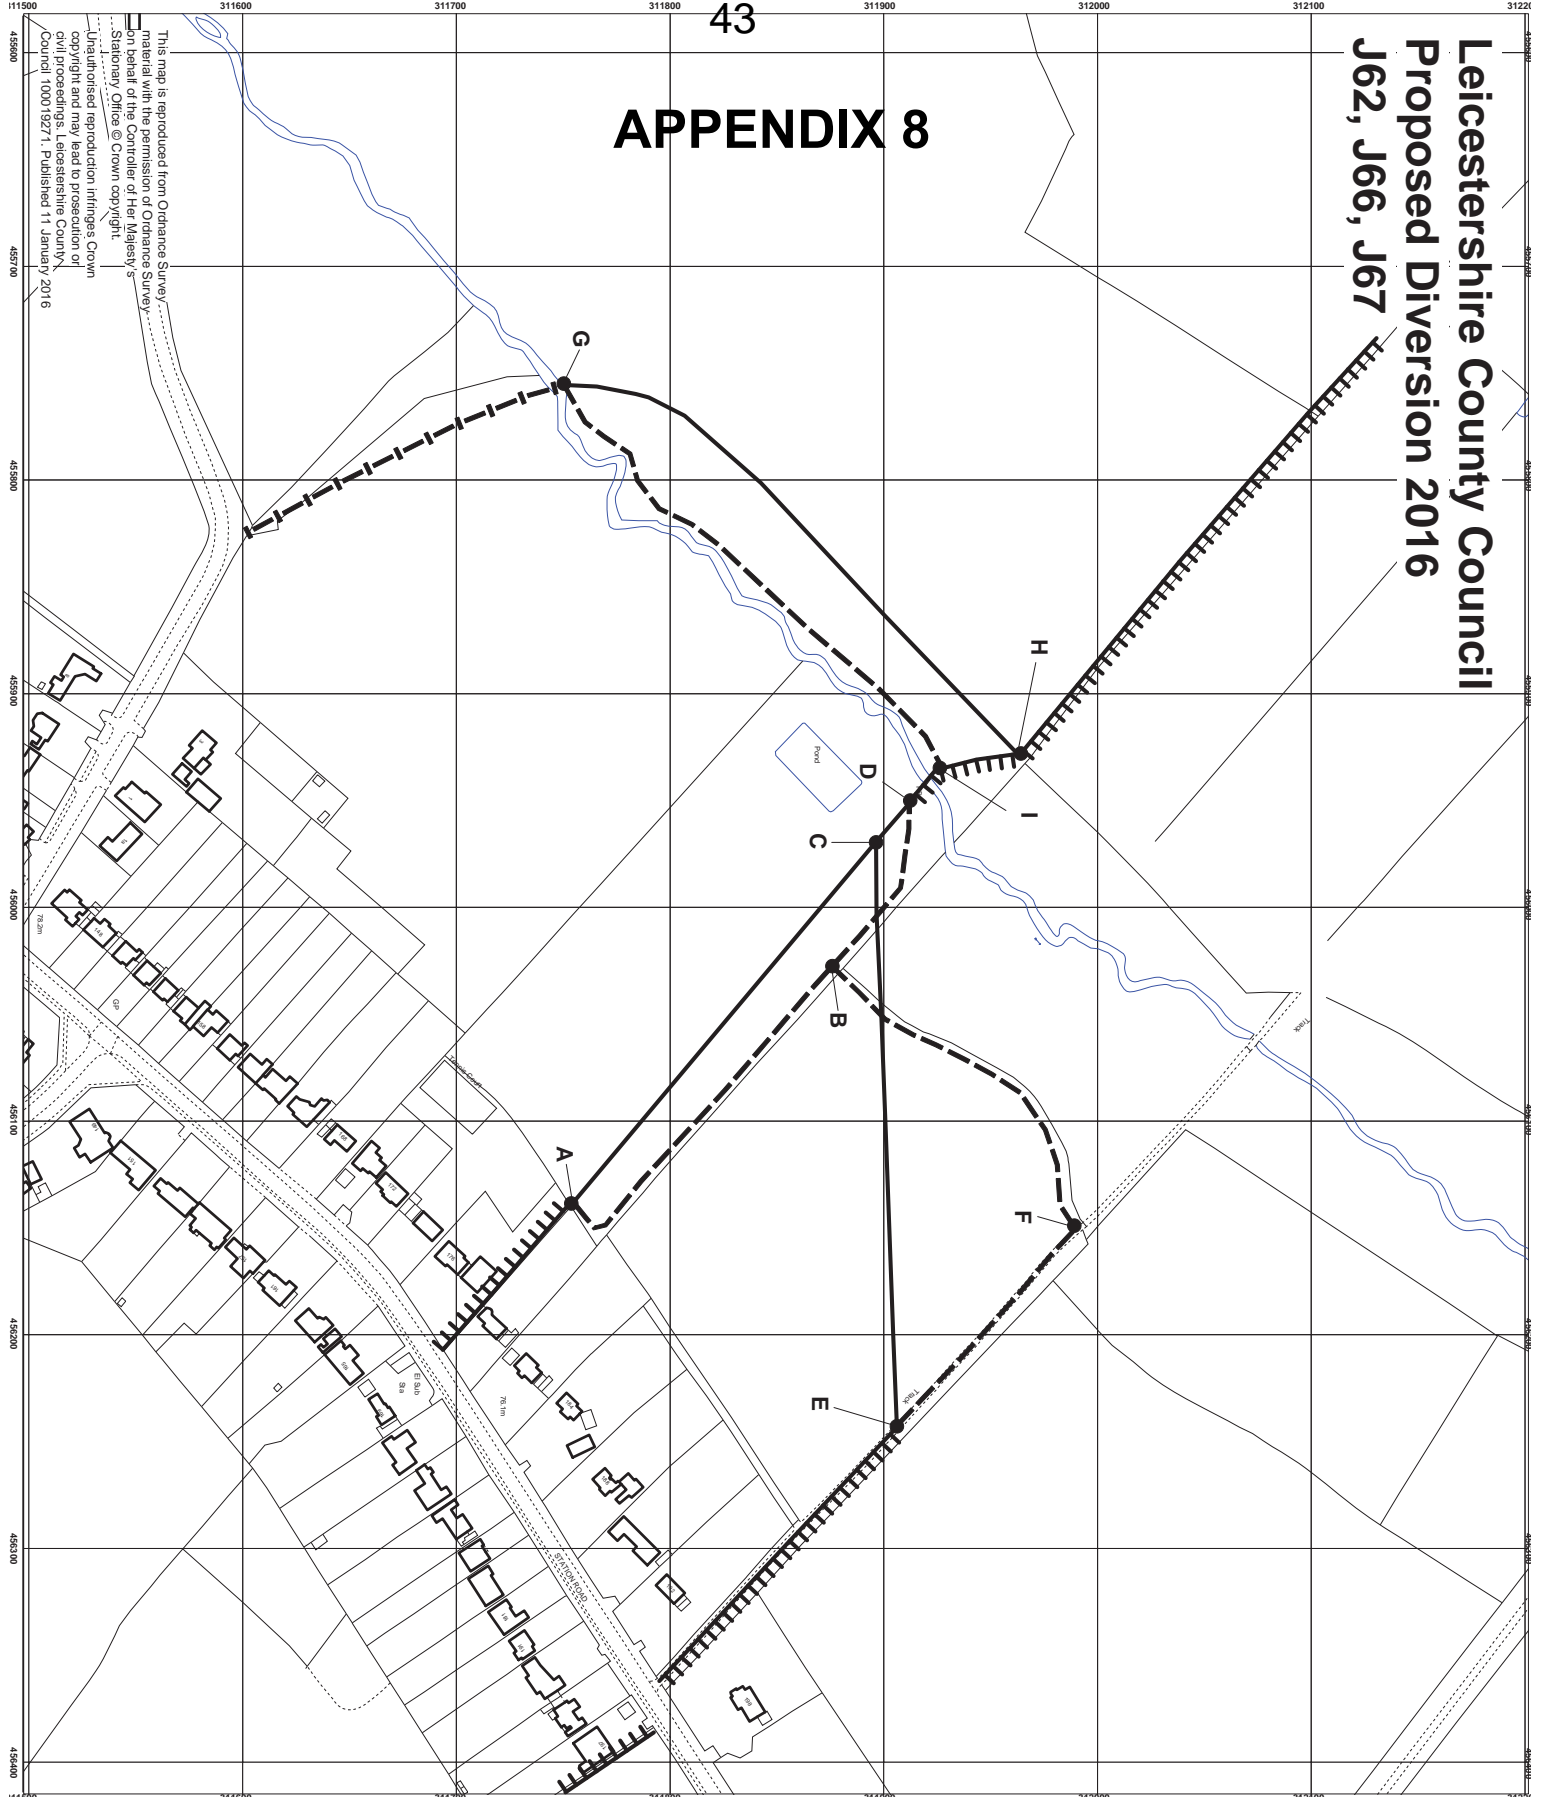 43
APPENDIX 8
Leicestershire County Council
Proposed Diversion 2016
J62, J66, J67
This map is reproduced from Ordnance Survey
material with the permission of Ordnance Survey
on behalf of the Controller of Her Majesty's
Stationary Office © Crown copyright.
Unauthorised reproduction infringes Crown
copyright and may lead to prosecution or
civil proceedings. Leicestershire County
Council 100019271. Published 11 January 2016
311600
311700
311800
311900
312000
312100
455600
455700
455800
455900
456000
456100
456200
456300
456400
G
H
I
D
C
B
A
F
E
Pond
Track
Track
Tennis Court
GP
78.2m
El Sub
Sta
76.1m
STATION ROAD